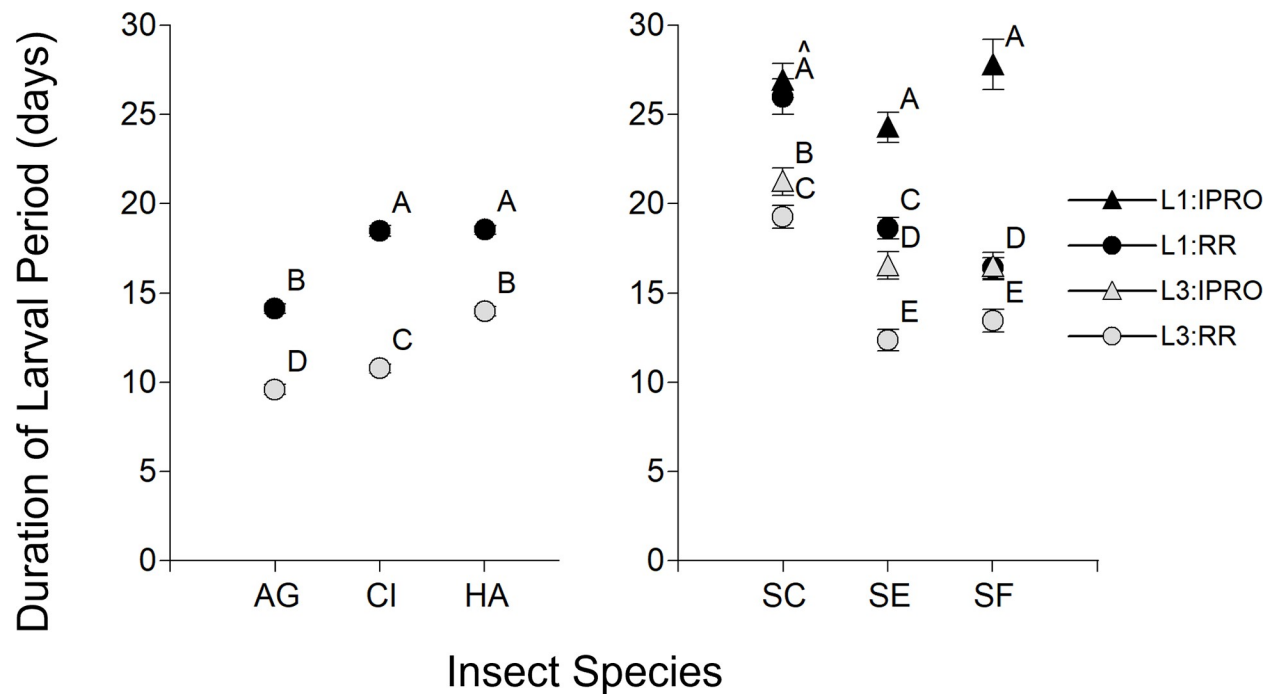 Duration of Larval Period (days)
30
25
20
15
10
5
0
B
D
A
C
A
B
AG CI HA
30
25
20
15
10
5
0
A
A
B
C
A
C
D
E
A
D
E
SC SE SF
L1:IPRO
L1:RR
L3:IPRO
L3:RR
Insect Species